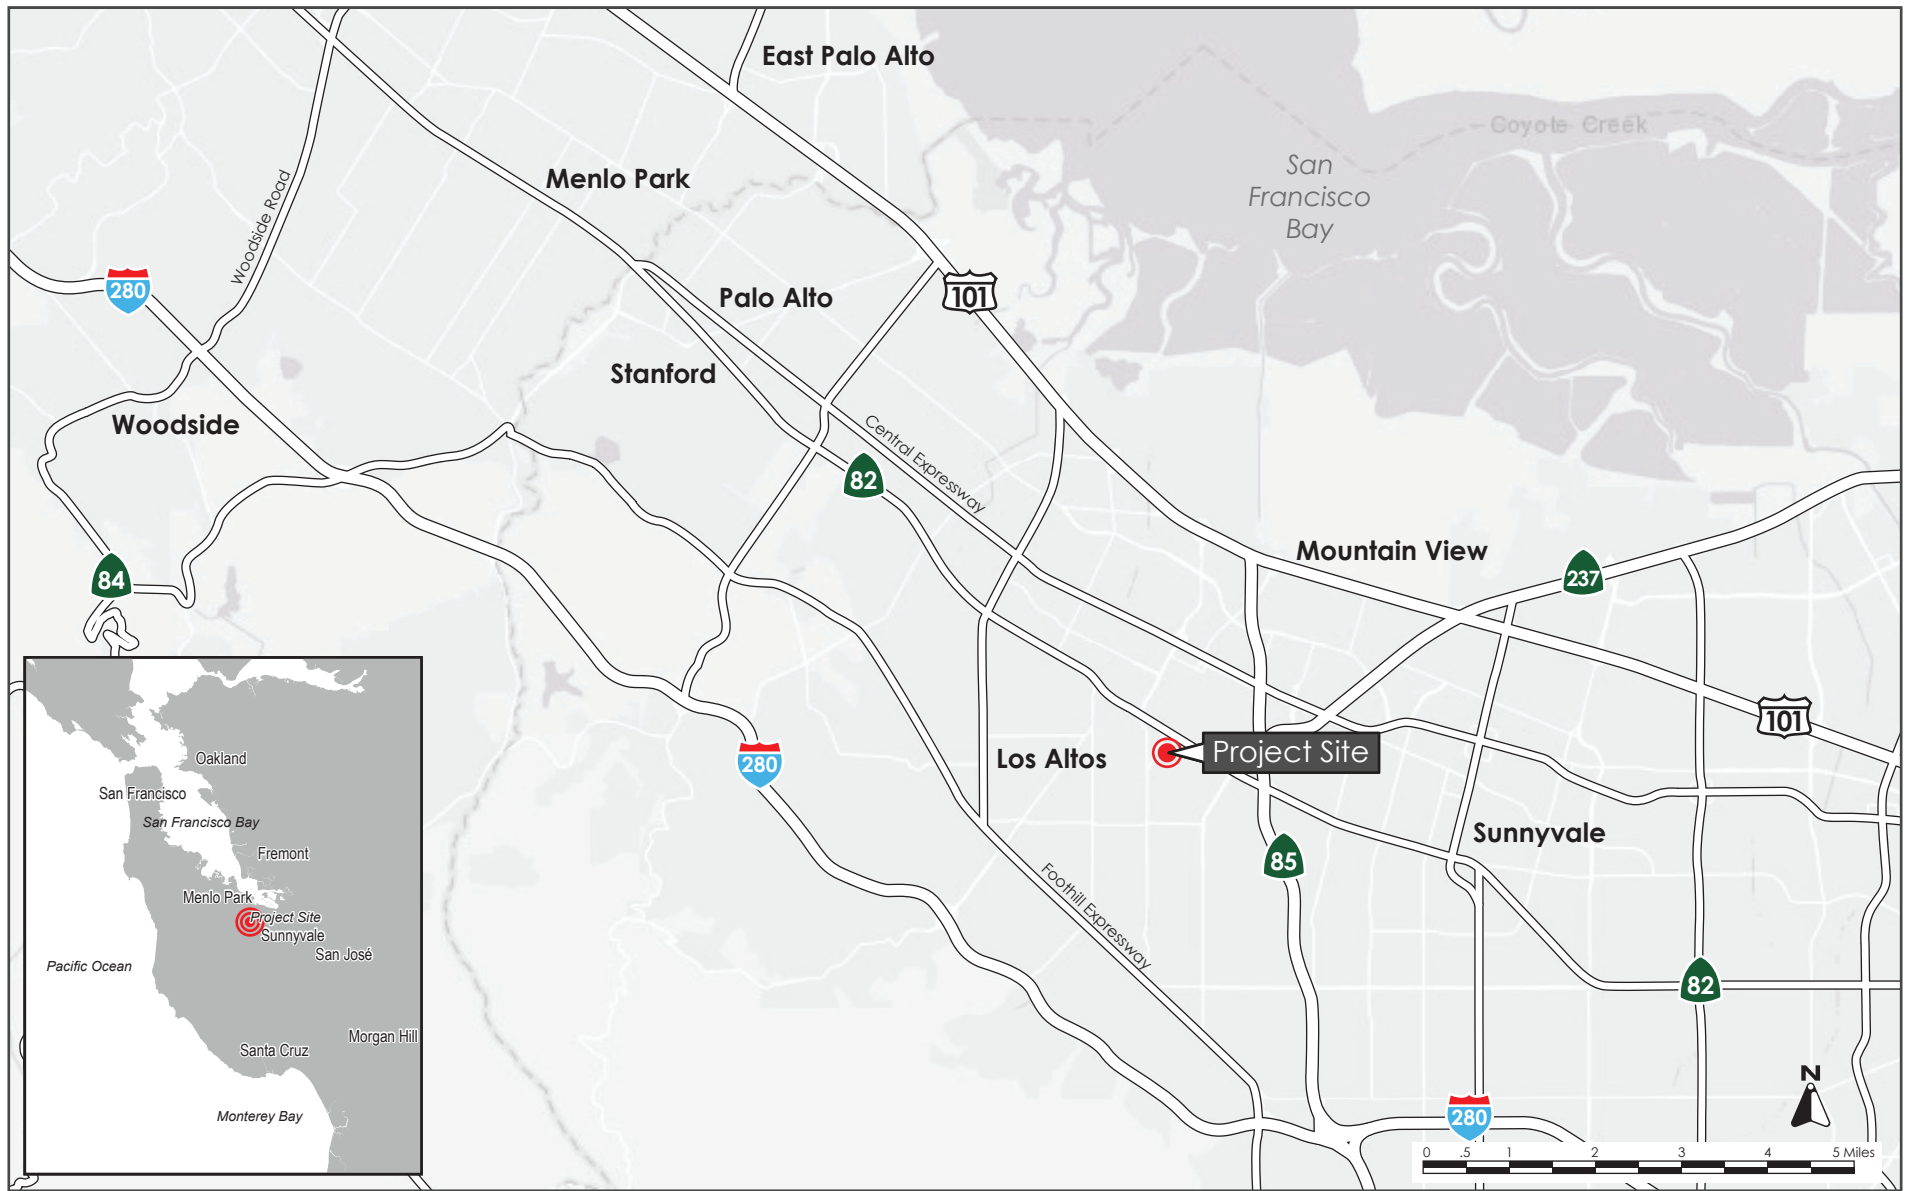 East Palo Alto
Coyote Creek
San
Francisco
Bay
Menlo Park
Woodside Road
280
Palo Alto
101
Stanford
Woodside
Central Expressway
82
Mountain View
237
84
101
Los Altos
Project Site
280
Sunnyvale
85
Foothill Expressway
82
280
N
0 .5 1 2 3 4 5 Miles
Oakland
San Francisco
San Francisco Bay
Fremont
Menlo Park
Project Site
Sunnyvale
San José
Pacific Ocean
Morgan Hill
Santa Cruz
Monterey Bay